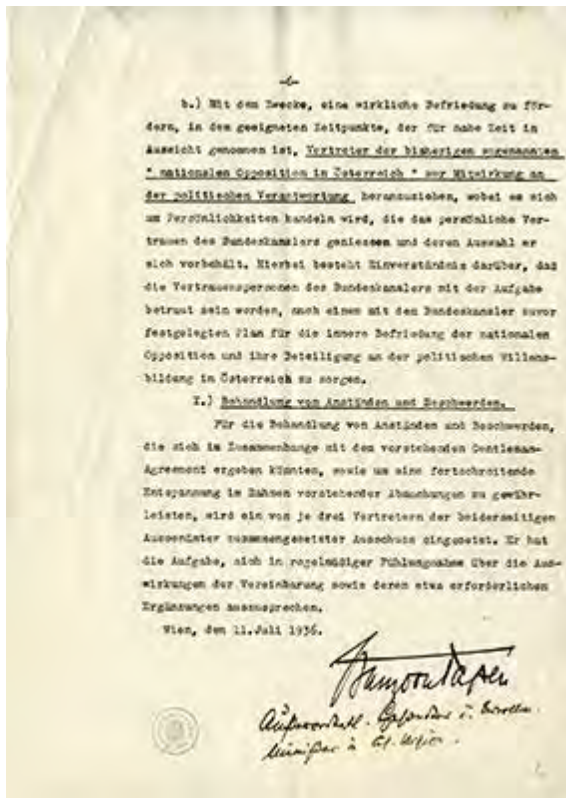 b.) Mit dem Zwecke, eine wirkliche Befriedung zu för-
dern, in dem geeigneten Zeitpunkte, der für nahe Zeit in
Aussicht genommen ist, Vertreter der bisherigen sogenannten
" nationalen Opposition in Österreich " zur Mitwirkung an
der politischen Verantwortung heranzuziehen, wobei es sich
um Persönlichkeiten handeln wird, die das persönliche Ver-
trauen des Bundeskanzlers geniessen und deren Auswahl er
sich vorbehält. Hierbei besteht Einverständnis darüber, daß
die Vertrauenspersonen des Bundeskanzlers mit der Aufgabe
betraut sein werden, nach einem mit dem Bundeskanzler zuvor
festgelegten Plan für die innere Befriedung der nationalen
Opposition und ihre Beteiligung an der politischen Willens-
bildung in Österreich zu sorgen.
X.) Behandlung von Anständen und Beschwerden.
Für die Behandlung von Anständen und Beschwerden,
die sich im Zusammenhange mit dem vorstehenden Gentleman-
Agreement ergeben könnten, sowie um eine fortschreitende
Entspannung im Rahmen vorstehender Abmachungen zu gewähr-
leisten, wird ein von je drei Vertretern der beiderseitigen
Aussenämter zusammengesetzter Ausschuss eingesetzt. Er hat
die Aufgabe, sich in regelmäßiger Fühlungnahme über die Aus-
wirkungen der Vereinbarung sowie deren etwa erforderlichen
Ergänzungen auszusprechen.
Wien, den 11.Juli 1936.
Franz von Papen